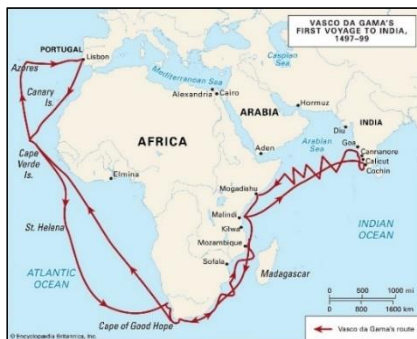 VASCO DA GAMA'S
FIRST VOYAGE TO INDIA,
1497–99
PORTUGAL
Lisbon
Azores
Mediterranean Sea
Caspian
Sea
Canary
Is.
Alexandria
Cairo
ARABIA
Hormuz
INDIA
Diu
Goa
AFRICA
Arabian
Sea
Cannanore
Calicut
Cochin
Cape
Verde
Is.
Aden
Elmina
Mogadishu
Malindi
Kilwa
INDIAN
OCEAN
St. Helena
Mozambique
Sofala
Madagascar
ATLANTIC
OCEAN
Cape of Good Hope
0 500 1000 mi
0 800 1600 km
© Encyclopædia Britannica, Inc.
Vasco da Gama's route